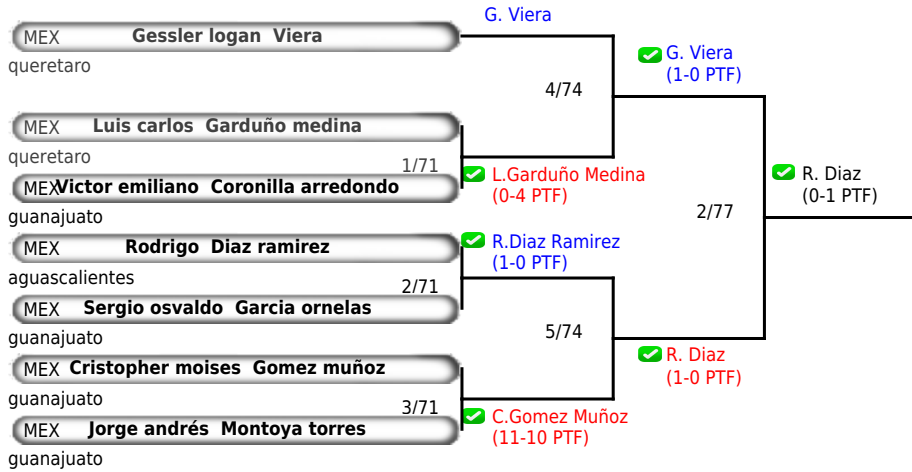 G. Viera
MEX Gessler logan Viera
queretaro
G. Viera
(1-0 PTF)
4/74
MEX Luis carlos Garduño medina
queretaro
1/71
L.Garduño Medina
(0-4 PTF)
MEX Victor emiliano Coronilla arredondo
guanajuato
R. Diaz
(0-1 PTF)
2/77
MEX Rodrigo Diaz ramirez
aguascalientes
R.Diaz Ramirez
(1-0 PTF)
2/71
MEX Sergio osvaldo Garcia ornelas
guanajuato
5/74
R. Diaz
(1-0 PTF)
MEX Cristopher moises Gomez muñoz
guanajuato
3/71
C.Gomez Muñoz
(11-10 PTF)
MEX Jorge andrés Montoya torres
guanajuato